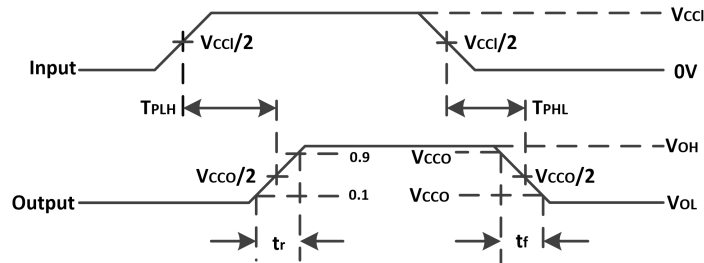 VCCI
VCCI/2
VCCI/2
Input
0V
TPLH
TPHL
0.9
VCCO
VOH
VCCO/2
VCCO/2
0.1
VCCO
Output
VOL
tr
tf